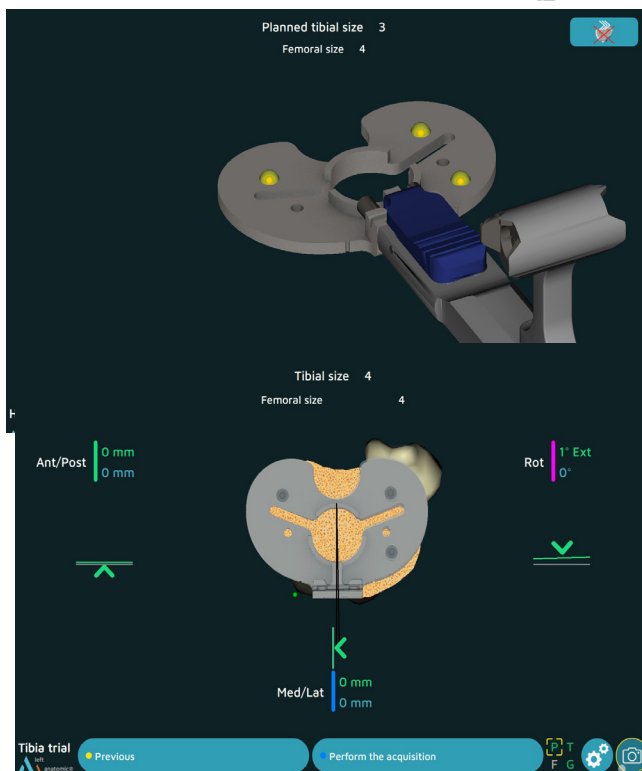 Planned tibial size 3
Femoral size 4
H
Tibial size 4
Femoral size 4
Ant/Post 0 mm
0 mm
Rot 1° Ext
0°
Med/Lat 0 mm
0 mm
Tibia trial
left
anatomic®
Previous
Perform the acquisition
P T
F G